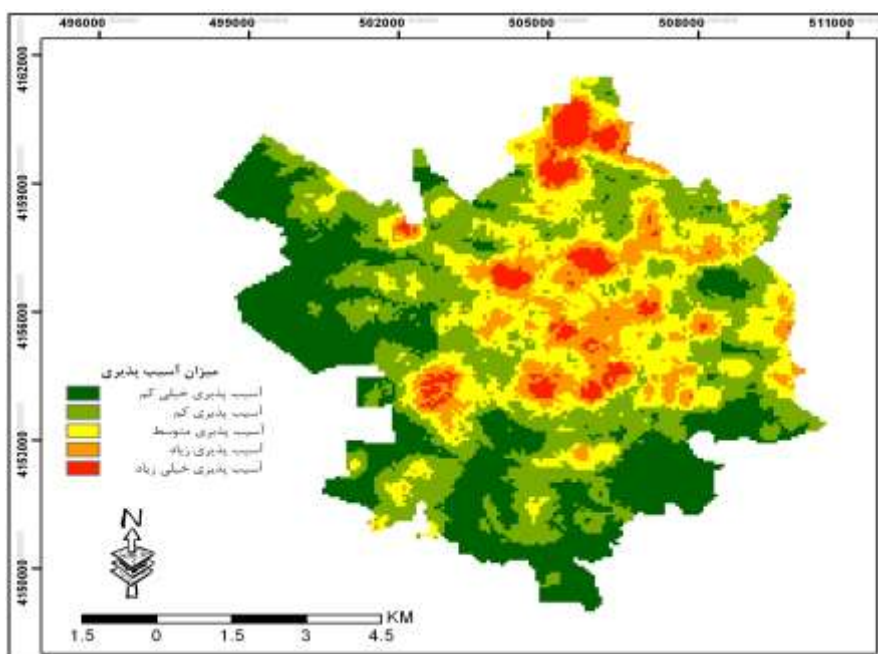 496000 499000 502000 505000 508000 511000
4162000
4159000
4156000
4153000
4150000
میزان آسیب پذیری
آسیب پذیری خیلی کم
آسیب پذیری کم
آسیب پذیری متوسط
آسیب پذیری زیاد
آسیب پذیری خیلی زیاد
N
KM
1.5 0 1.5 3 4.5